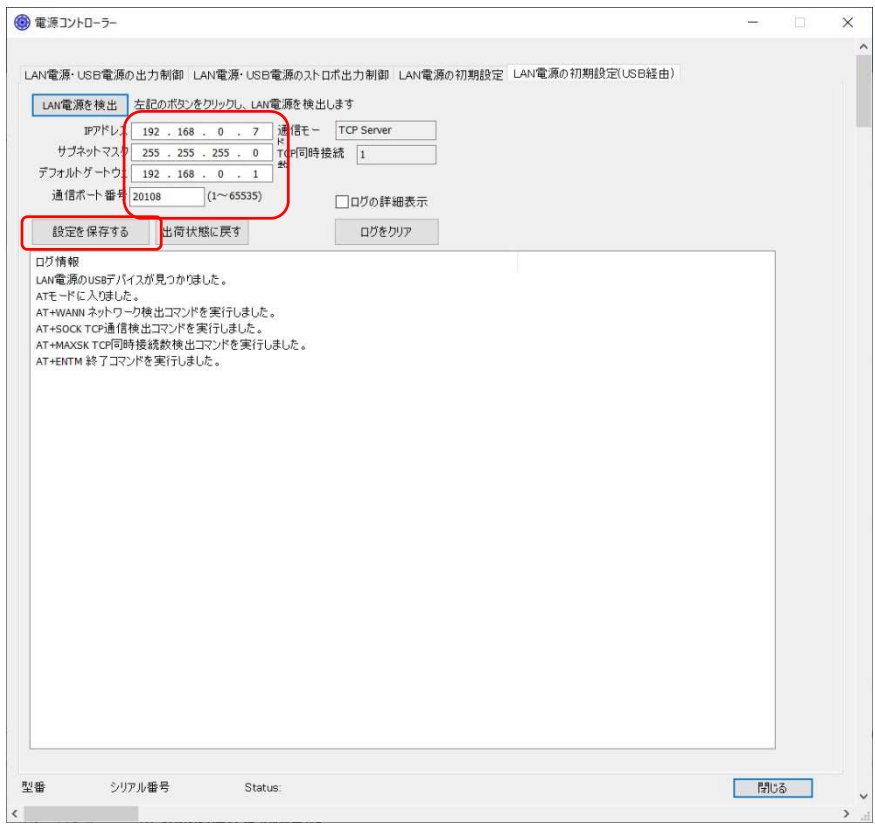 電源コントローラー
LAN電源・USB電源の出力制御 LAN電源・USB電源のストロボ出力制御 LAN電源の初期設定 LAN電源の初期設定(USB経由)
LAN電源を検出 左記のボタンをクリックし、LAN電源を検出します
IPアドレス 192 . 168 . 0 . 7 通信モード TCP Server
サブネットマスク 255 . 255 . 255 . 0 TCP同時接続数 1
デフォルトゲートウェ 192 . 168 . 0 . 1
通信ポート番号 20108 (1～65535) ログの詳細表示
設定を保存する 出荷状態に戻す ログをクリア
ログ情報
LAN電源のUSBデバイスが見つかりました。
ATモードに入りました。
AT+WANN ネットワーク検出コマンドを実行しました。
AT+SOCK TCP通信検出コマンドを実行しました。
AT+MAXSK TCP同時接続数検出コマンドを実行しました。
AT+ENTM 終了コマンドを実行しました。
型番 シリアル番号 Status: 閉じる